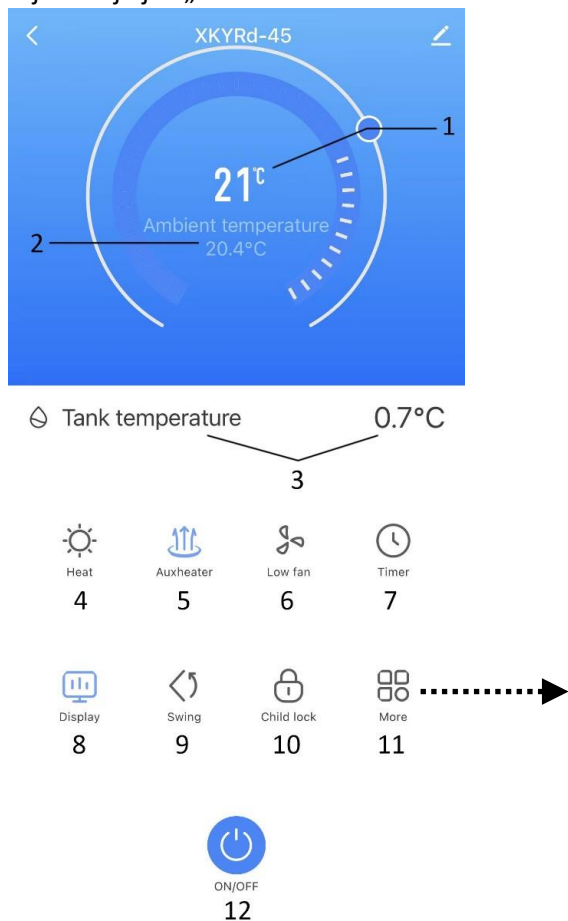 XKYRd-45
1
21°C
Ambient temperature
2
20.4°C
Tank temperature 0.7°C
3
Heat Auxheater Low fan Timer
4 5 6 7
Display Swing Child lock More
8 9 10 11
ON/OFF
12